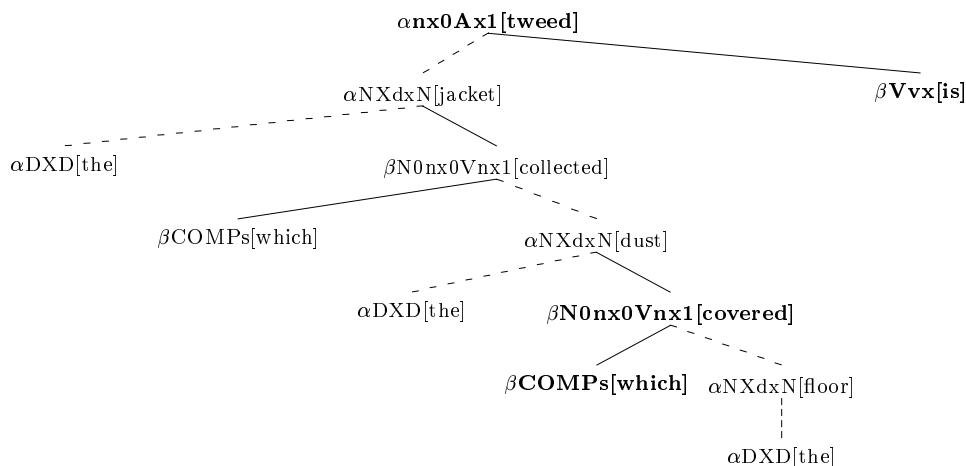 αnx0Ax1[tweed]
αNXdxN[jacket]
βVvx[is]
αDXD[the]
βN0nx0Vnx1[collected]
βCOMPs[which]
αNXdxN[dust]
αDXD[the]
βN0nx0Vnx1[covered]
βCOMPs[which]
αNXdxN[floor]
αDXD[the]